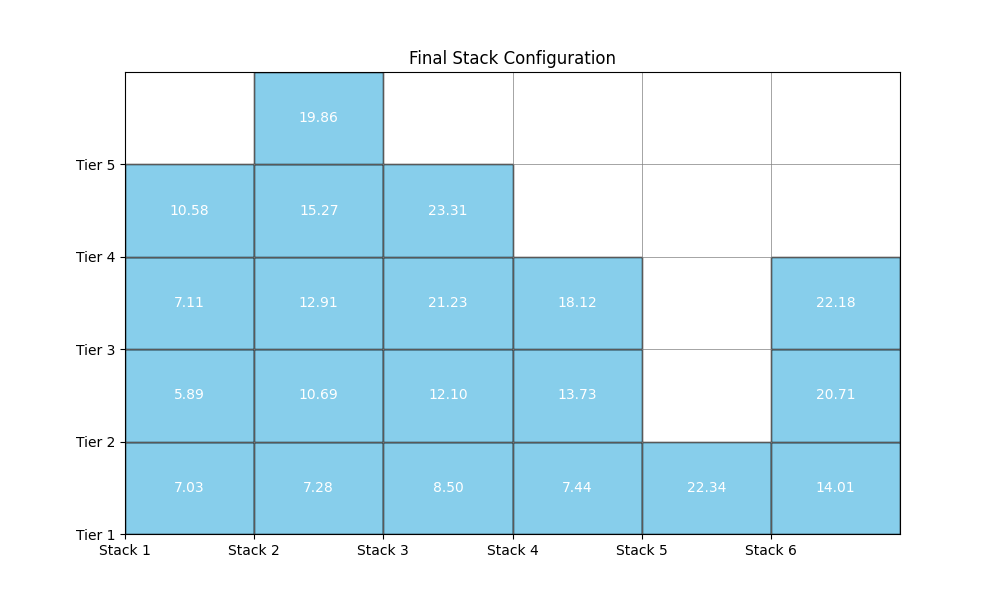 Final Stack Configuration
19.86
Tier 5
10.58 15.27 23.31
Tier 4
7.11 12.91 21.23 18.12 22.18
Tier 3
5.89 10.69 12.10 13.73 20.71
Tier 2
7.03 7.28 8.50 7.44 22.34 14.01
Tier 1
Stack 1 Stack 2 Stack 3 Stack 4 Stack 5 Stack 6